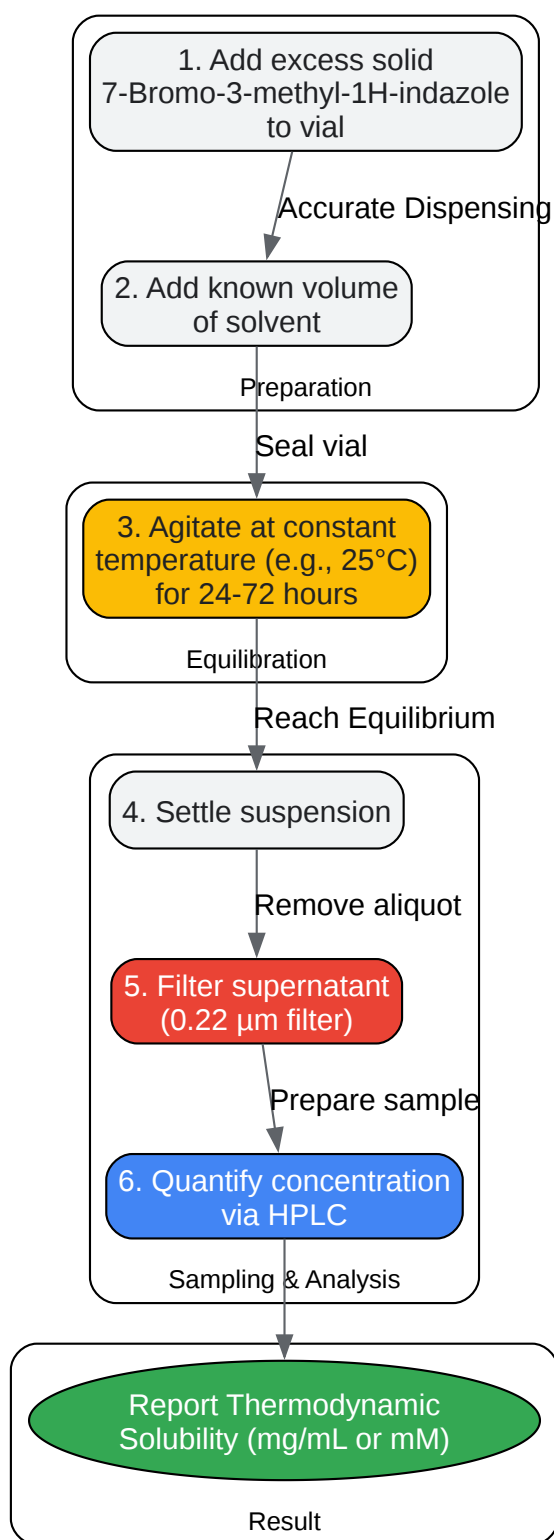 1. Add excess solid
7-Bromo-3-methyl-1H-indazole
to vial
Accurate Dispensing
2. Add known volume
of solvent
Preparation
Seal vial
3. Agitate at constant
temperature (e.g., 25°C)
for 24-72 hours
Equilibration
Reach Equilibrium
4. Settle suspension
Remove aliquot
5. Filter supernatant
(0.22 µm filter)
Prepare sample
6. Quantify concentration
via HPLC
Sampling & Analysis
Report Thermodynamic
Solubility (mg/mL or mM)
Result